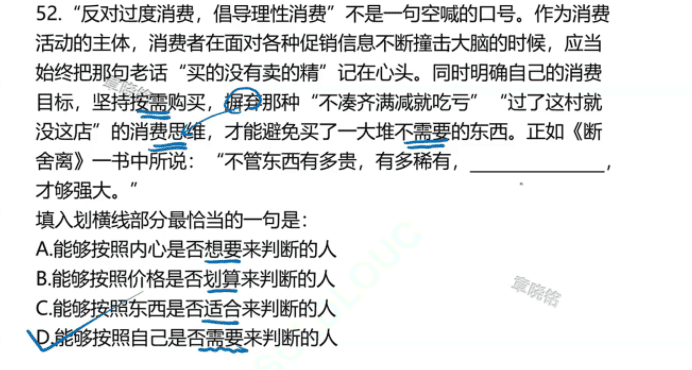 52.“反对过度消费，倡导理性消费”不是一句空喊的口号。作为消费
活动的主体，消费者在面对各种促销信息不断撞击大脑的时候，应当
始终把那句老话“买的没有卖的精”记在心头。同时明确自己的消费
目标，坚持按需购买，摒弃那种“不凑齐满减就吃亏”“过了这村就
没这店”的消费思维，才能避免买了一大堆不需要的东西。正如《断
舍离》一书中所说：“不管东西有多贵，有多稀有，______________，
才够强大。”
填入划横线部分最恰当的一句是：
A.能够按照内心是否想要来判断的人
B.能够按照价格是否划算来判断的人
C.能够按照东西是否适合来判断的人
D.能够按照自己是否需要来判断的人
章晓铭
章晓铭